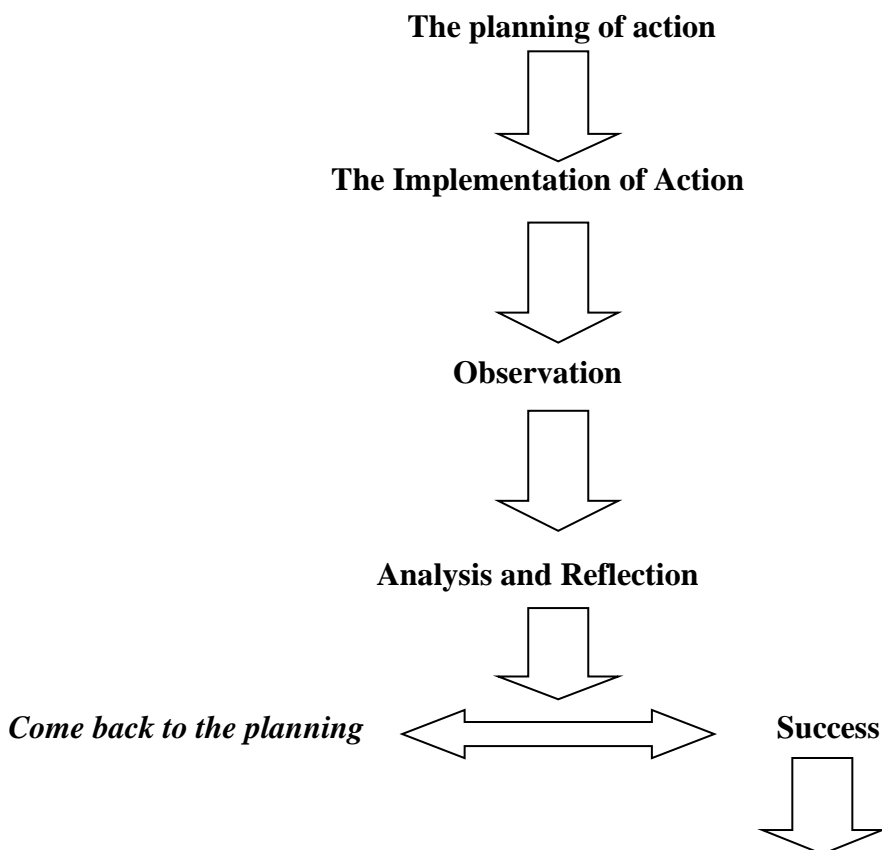 The planning of action
The Implementation of Action
Observation
Analysis and Reflection
Come back to the planning
Success